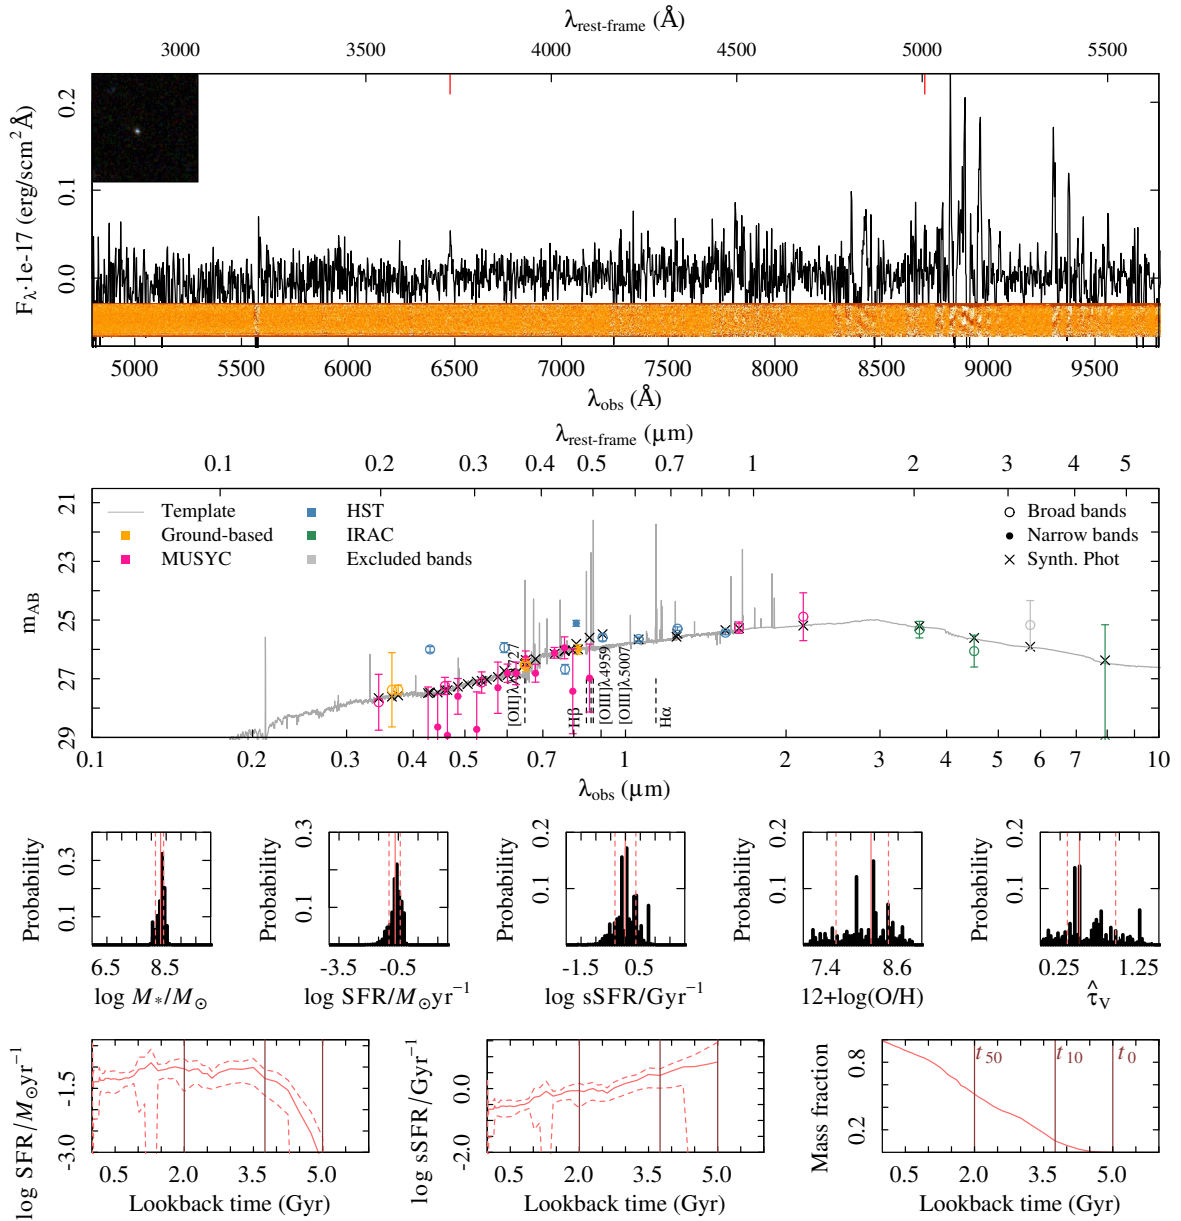 λrest-frame (Å)
3000 3500 4000 4500 5000 5500
Fλ·1e-17 (erg/scm² Å)
0.2
0.1
0.0
5000 5500 6000 6500 7000 7500 8000 8500 9000 9500
λobs (Å)
λrest-frame (μm)
0.1 0.2 0.3 0.4 0.5 0.7 1 2 3 4 5
mAB
21
23
25
27
29
Template
Ground-based
MUSYC
HST
IRAC
Excluded bands
Broad bands
Narrow bands
Synth. Phot
[OII]λ3727
Hβ
[OIII]λ4959
[OIII]λ5007
Hα
0.1 0.2 0.3 0.4 0.5 0.7 1 2 3 4 5 7 10
λobs (μm)
Probability
0.3
0.1
6.5 8.5
log M*/M⊙
Probability
0.3
0.1
-3.5 -0.5
log SFR/M⊙yr⁻¹
Probability
0.2
0.1
-1.5 0.5
log sSFR/Gyr⁻¹
Probability
0.2
0.1
7.4 8.6
12+log(O/H)
Probability
0.2
0.1
0.25 1.25
τ̂V
log SFR/M⊙yr⁻¹
-1.5
-3.0
0.5 2.0 3.5 5.0
Lookback time (Gyr)
log sSFR/Gyr⁻¹
0.0
-2.0
0.5 2.0 3.5 5.0
Lookback time (Gyr)
Mass fraction
0.8
0.2
t50 t10 t0
0.5 2.0 3.5 5.0
Lookback time (Gyr)